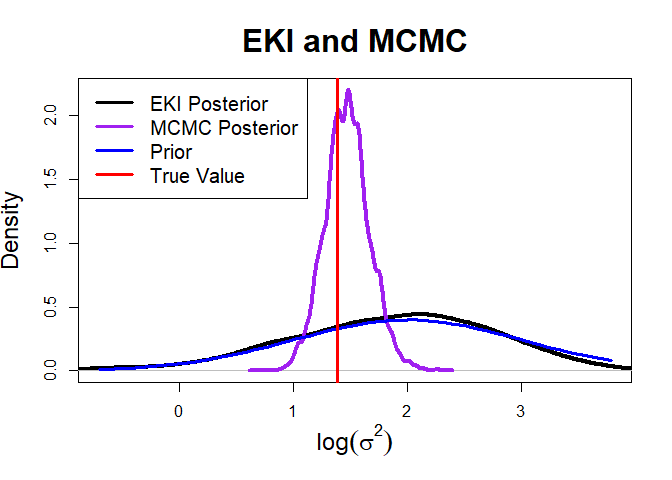 EKI and MCMC
EKI Posterior
MCMC Posterior
Prior
True Value
Density
2.0
1.5
1.0
0.5
0.0
0
1
2
3
log(σ²)